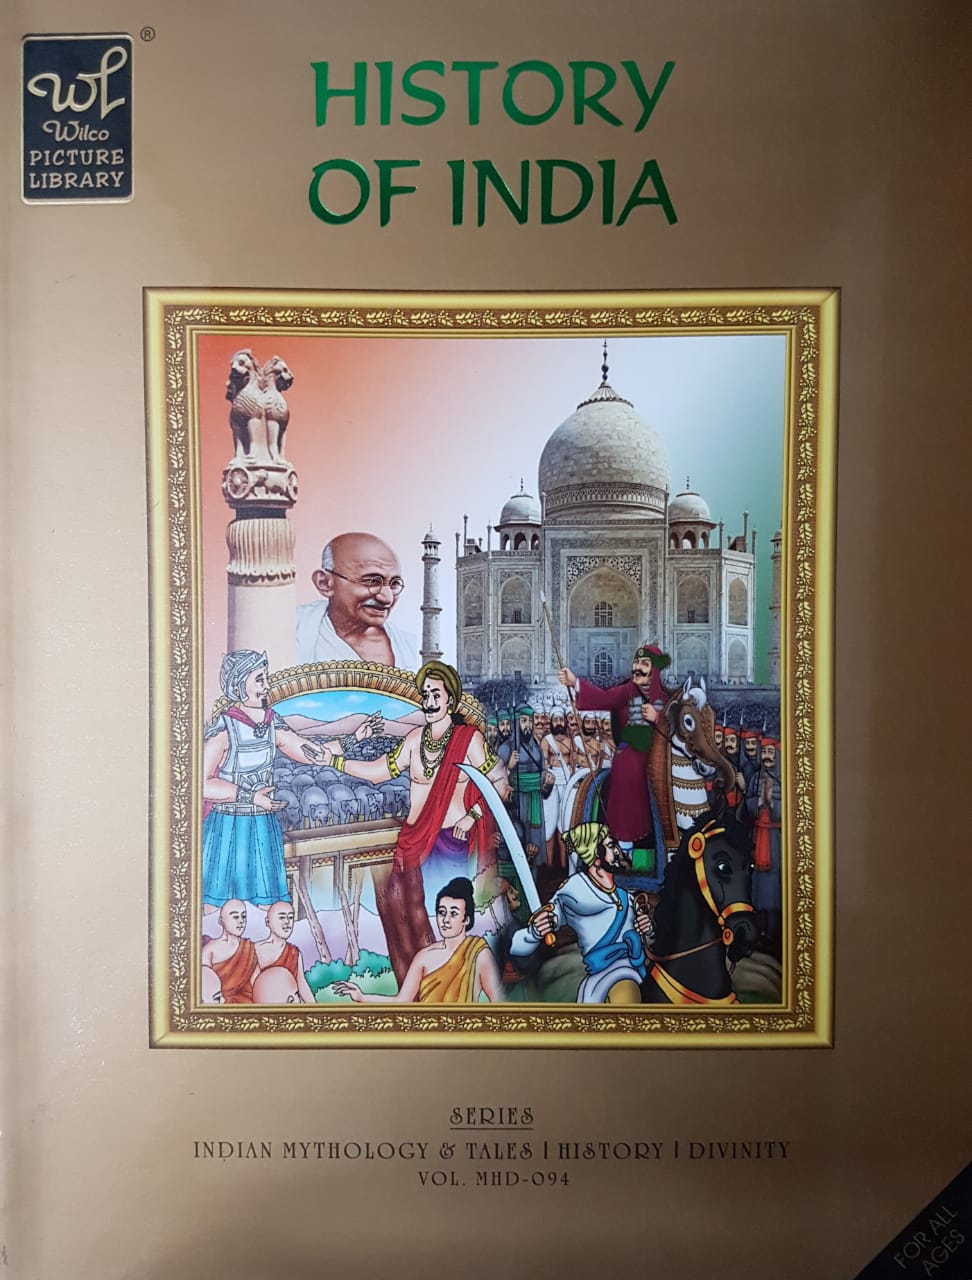 WL ®
Wilco
PICTURE
LIBRARY
HISTORY
OF INDIA
SERIES
INDIAN MYTHOLOGY & TALES | HISTORY | DIVINITY
VOL. MHD-094
FOR ALL
AGES